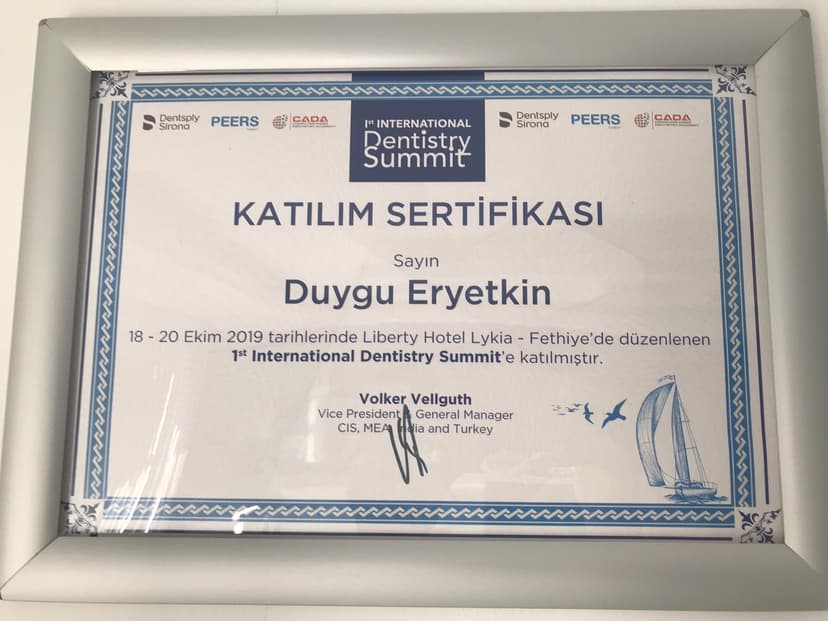 Dentsply
Sirona
PEERS
CADA
1st INTERNATIONAL
Dentistry
Summit
Dentsply
Sirona
PEERS
CADA
KATILIM SERTİFİKASI
Sayın
Duygu Eryetkin
18 - 20 Ekim 2019 tarihlerinde Liberty Hotel Lykia - Fethiye'de düzenlenen
1st International Dentistry Summit'e katılmıştır.
Volker Vellguth
Vice President & General Manager
CIS, MEA, India and Turkey